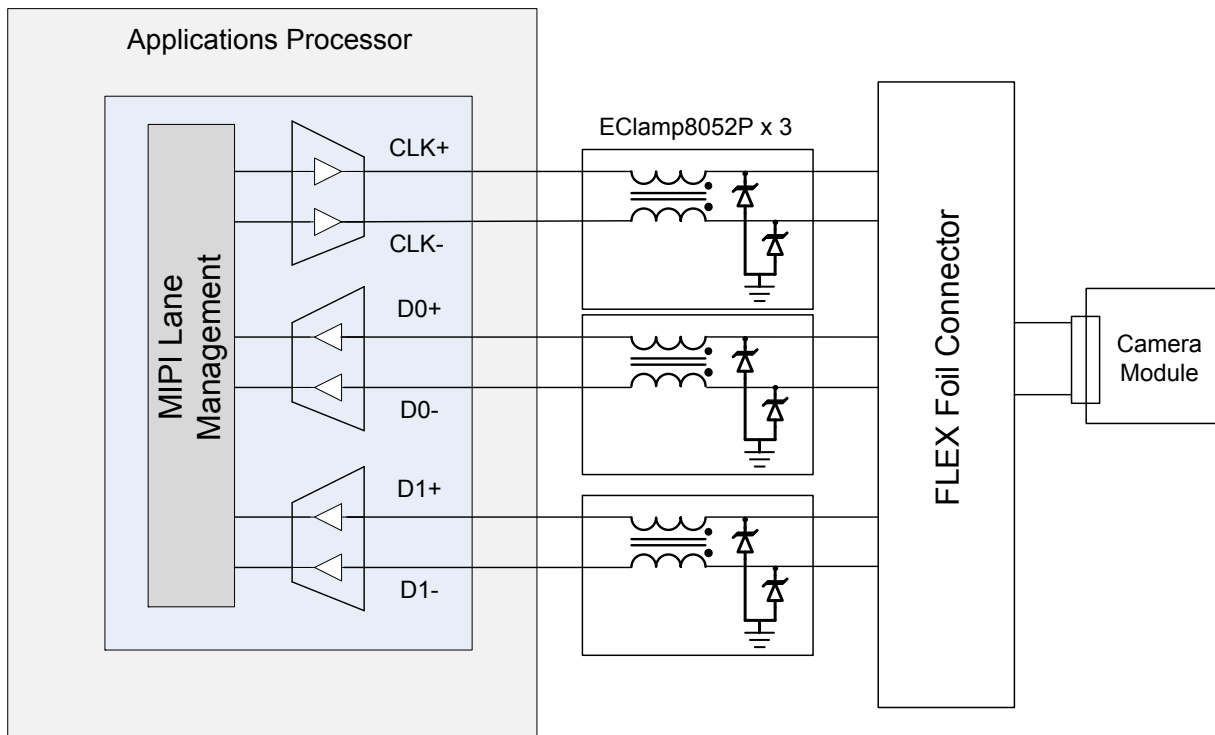 Applications Processor
MIPI Lane
Management
CLK+
CLK-
D0+
D0-
D1+
D1-
EClamp8052P x 3
FLEX Foil Connector
Camera
Module